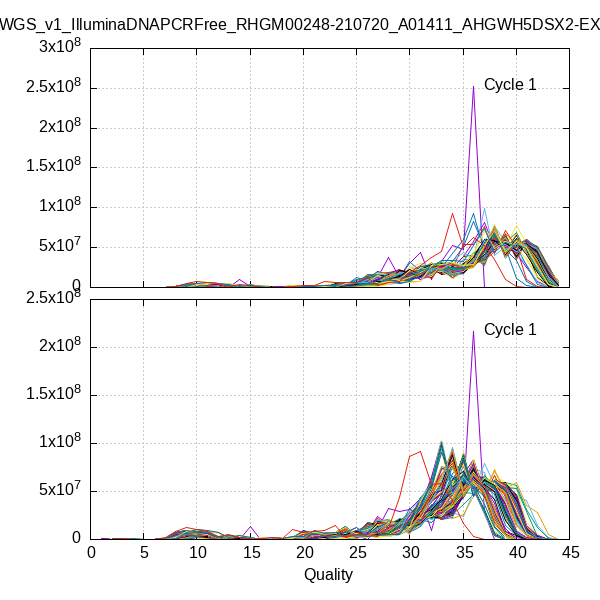 WGS_v1_IlluminaDNAPCRFree_RHGM00248-210720_A01411_AHGWH5DSX2-EX
3x10^8
2.5x10^8
2x10^8
1.5x10^8
1x10^8
5x10^7
0
Cycle 1
2.5x10^8
2x10^8
1.5x10^8
1x10^8
5x10^7
0
Cycle 1
0 5 10 15 20 25 30 35 40 45
Quality